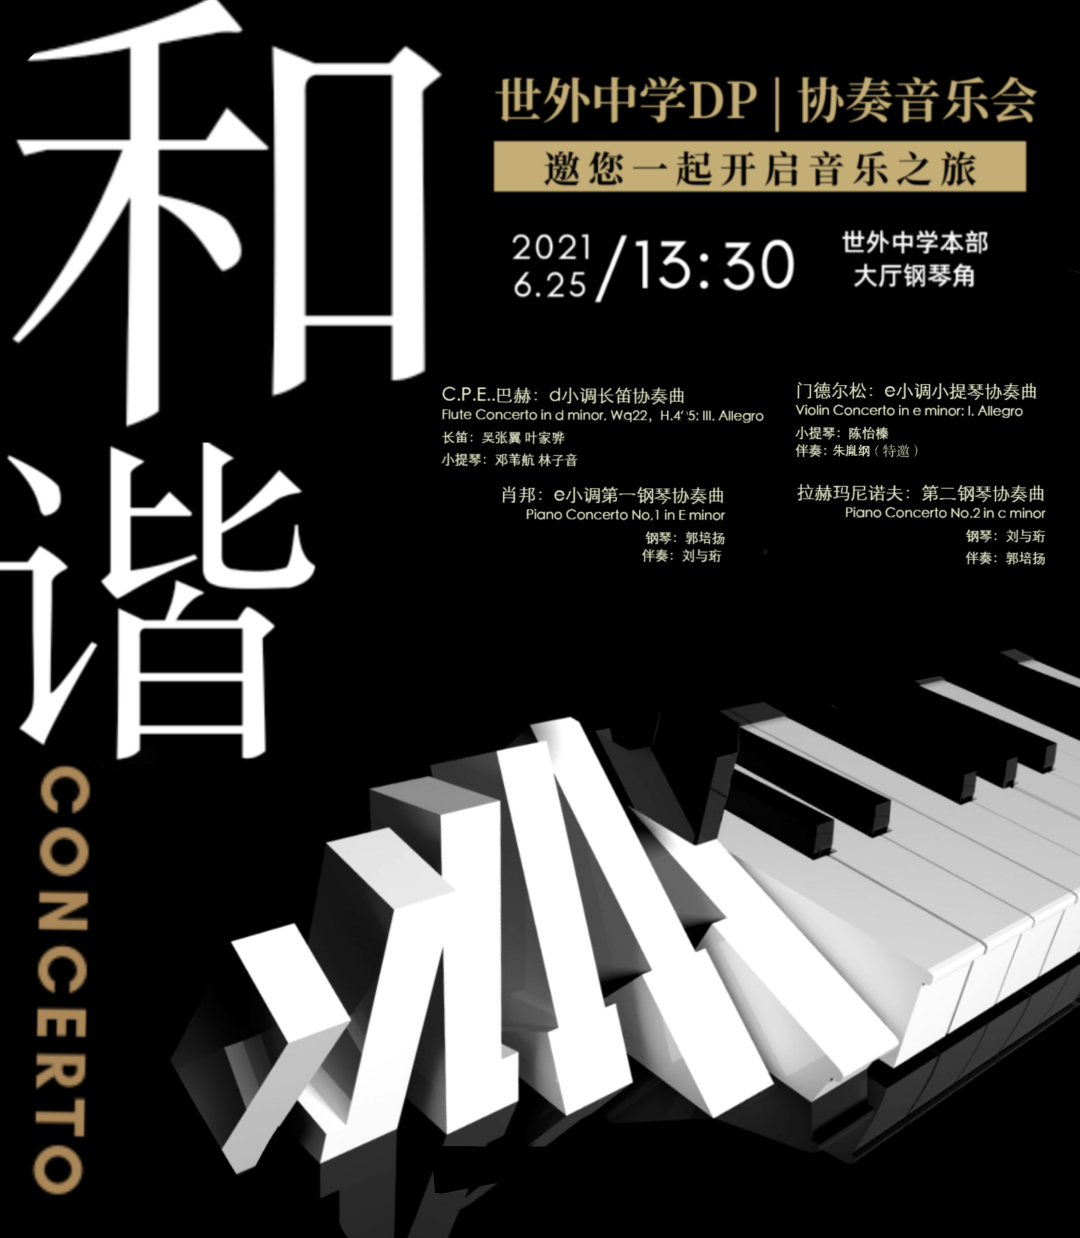 和
谐
CONCERTO
世外中学DP | 协奏音乐会
邀您一起开启音乐之旅
2021
6.25
/13:30
世外中学本部
大厅钢琴角
C.P.E..巴赫：d小调长笛协奏曲
Flute Concerto in d minor, Wq22, H.4 5: III. Allegro
长笛：吴张翼 叶家骅
小提琴：邓苇航 林子音
门德尔松：e小调小提琴协奏曲
Violin Concerto in e minor: I. Allegro
小提琴：陈怡榛
伴奏：朱胤纲（特邀）
肖邦：e小调第一钢琴协奏曲
Piano Concerto No.1 in E minor
钢琴：郭培扬
伴奏：刘与珩
拉赫玛尼诺夫：第二钢琴协奏曲
Piano Concerto No.2 in c minor
钢琴：刘与珩
伴奏：郭培扬